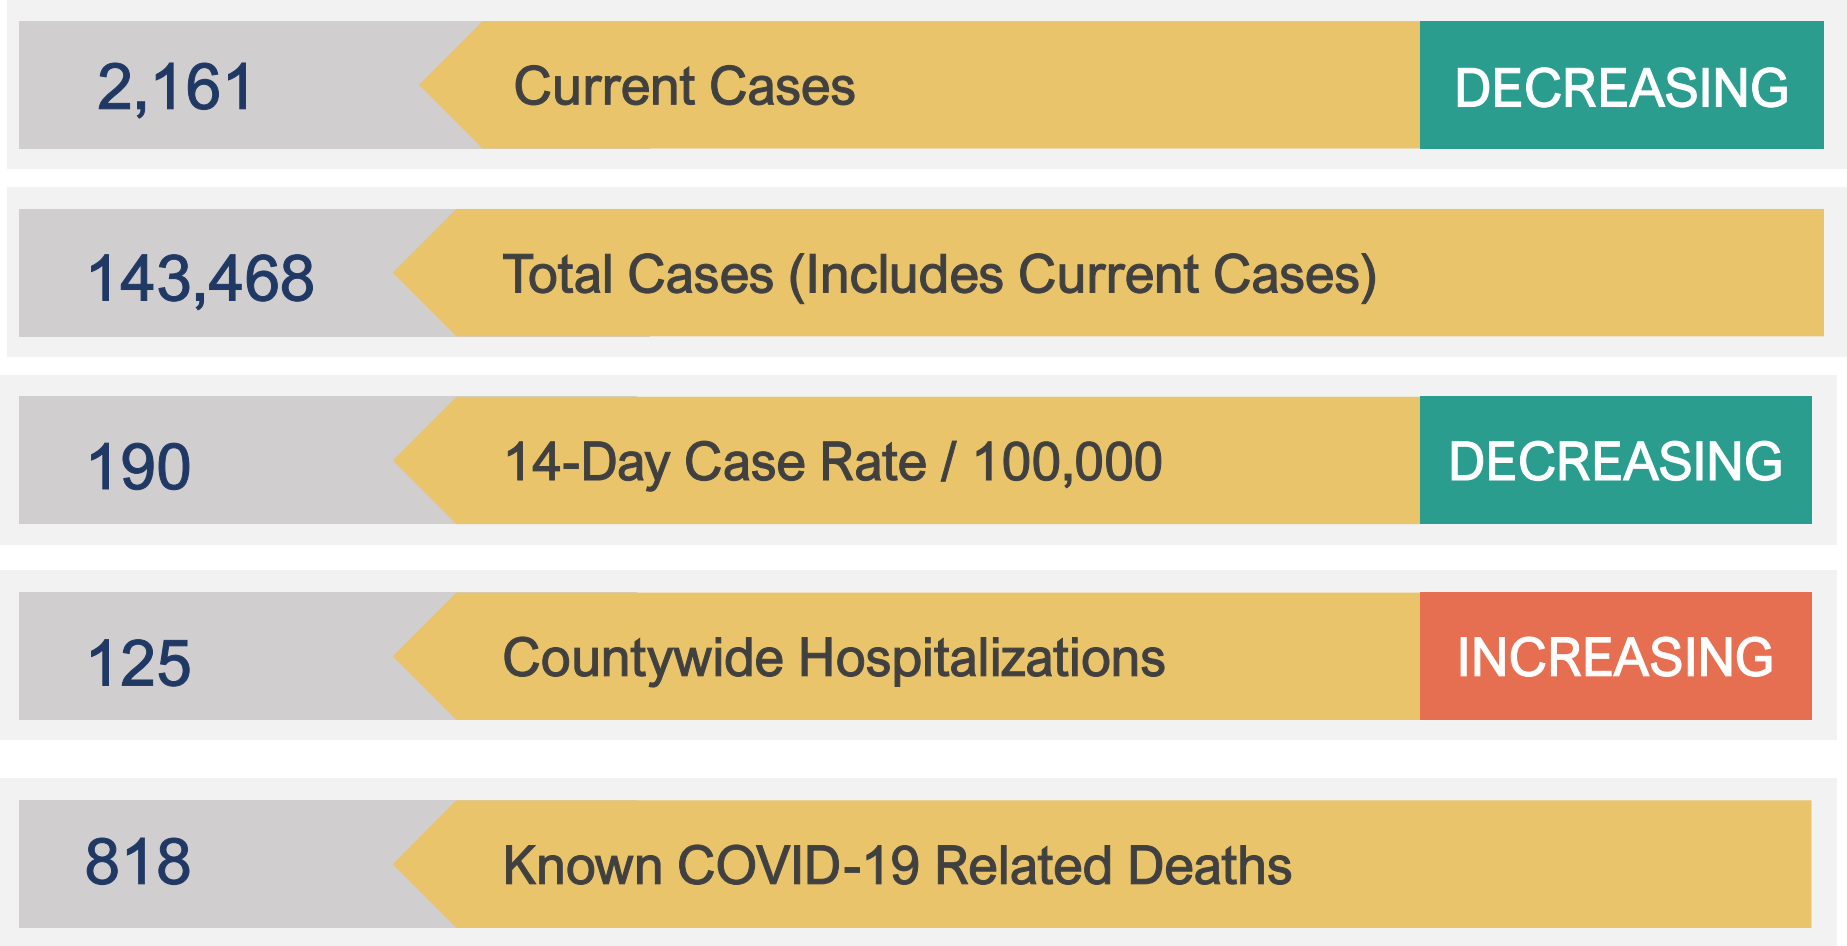 2,161 Current Cases DECREASING
143,468 Total Cases (Includes Current Cases)
190 14-Day Case Rate / 100,000 DECREASING
125 Countywide Hospitalizations INCREASING
818 Known COVID-19 Related Deaths